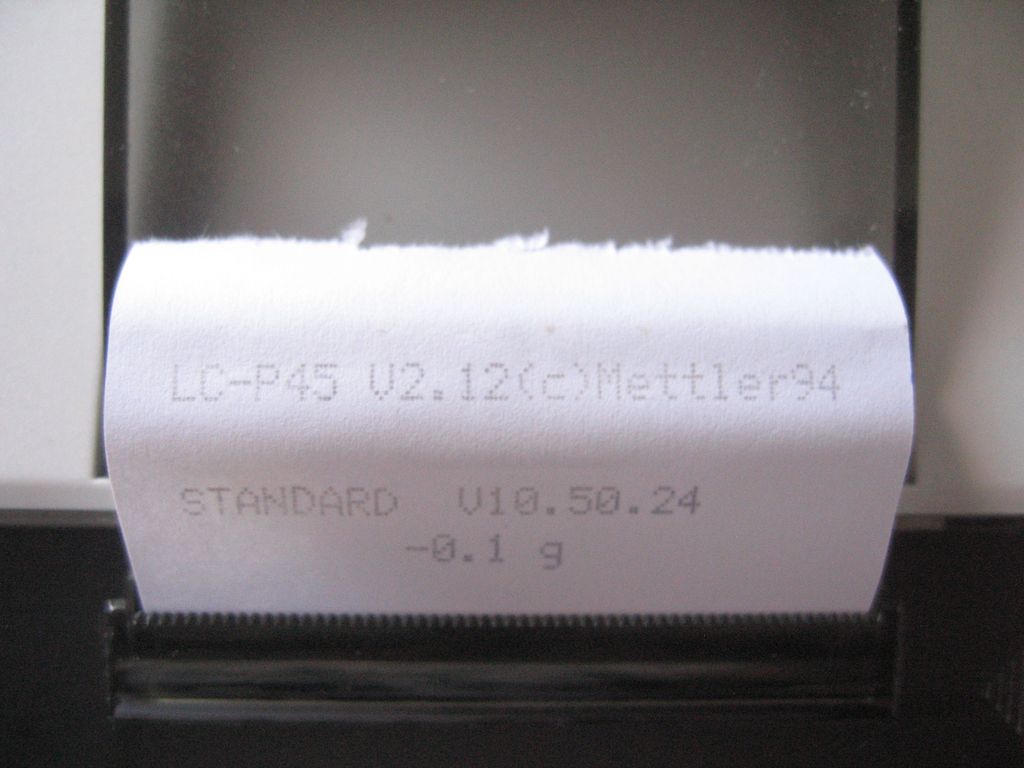 LC-P45 V2.12(c)Mettler94
STANDARD V10.50.24
-0.1 g